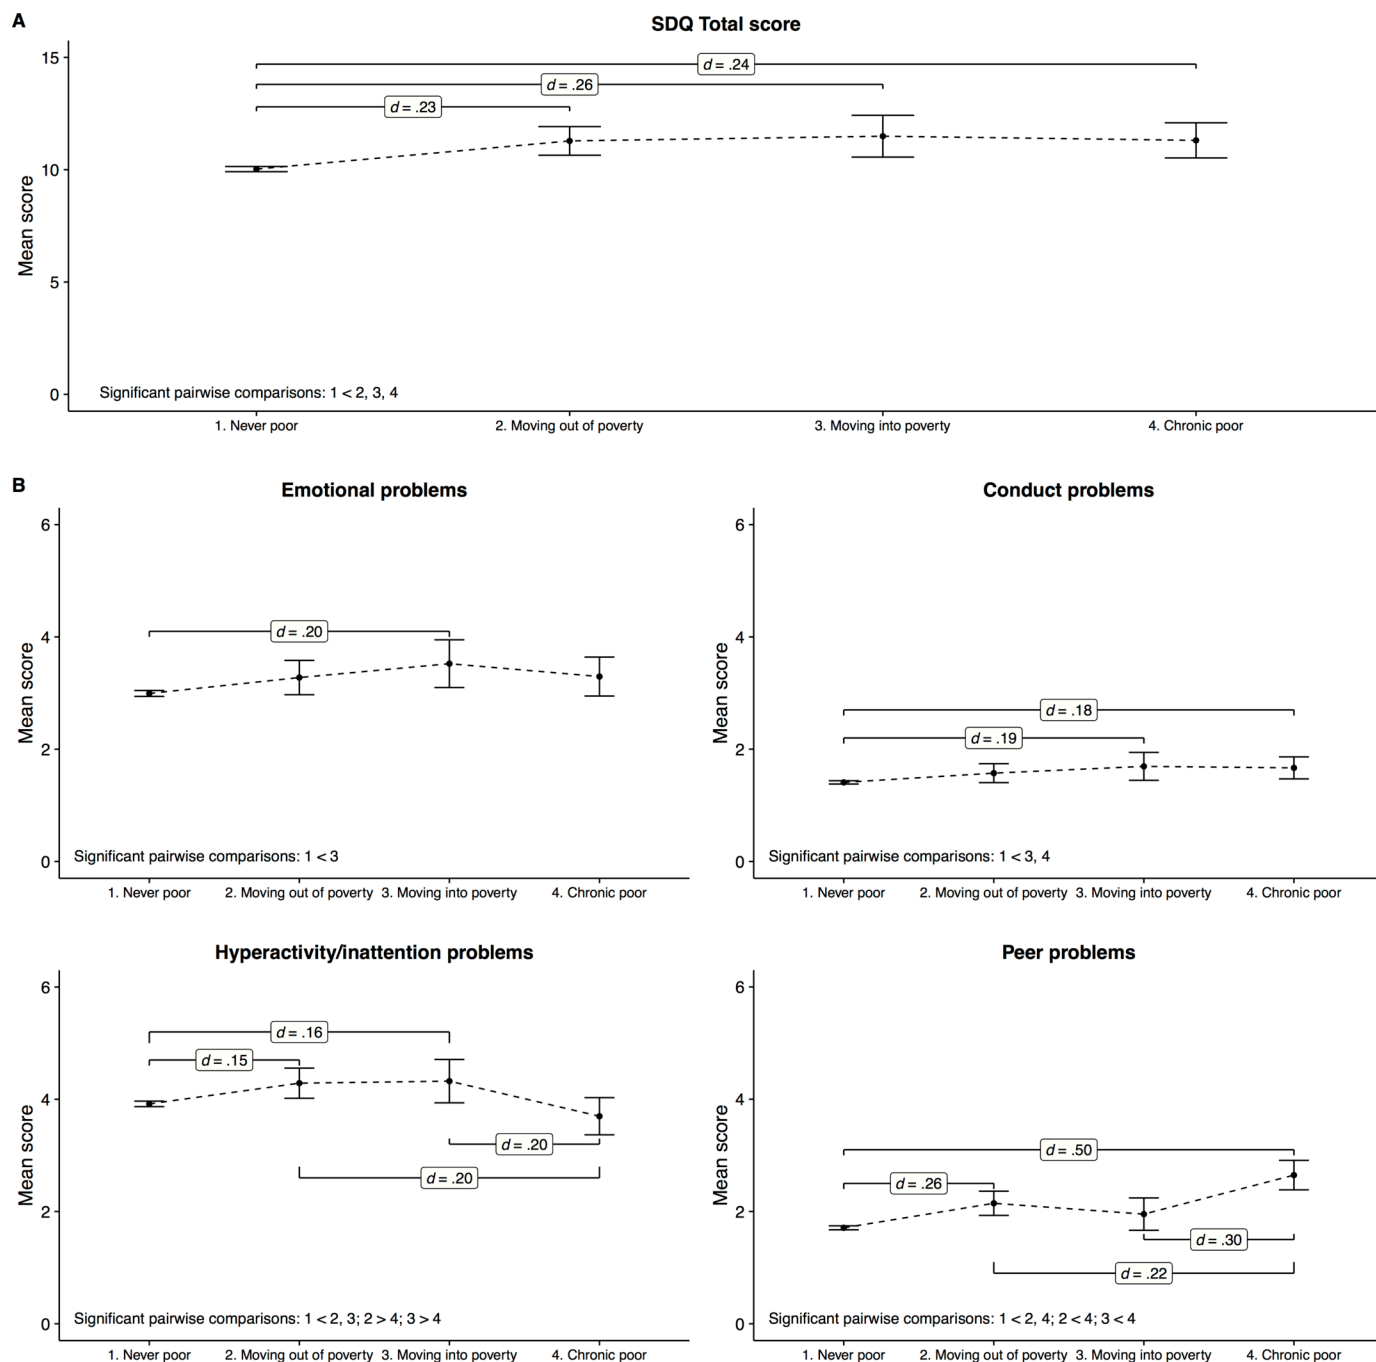 A
SDQ Total score
Mean score
15
10
5
0
d = .24
d = .26
d = .23
Significant pairwise comparisons: 1 < 2, 3, 4
1. Never poor
2. Moving out of poverty
3. Moving into poverty
4. Chronic poor
B
Emotional problems
Mean score
6
4
2
0
d = .20
Significant pairwise comparisons: 1 < 3
1. Never poor
2. Moving out of poverty
3. Moving into poverty
4. Chronic poor
Conduct problems
Mean score
6
4
2
0
d = .18
d = .19
Significant pairwise comparisons: 1 < 3, 4
1. Never poor
2. Moving out of poverty
3. Moving into poverty
4. Chronic poor
Hyperactivity/inattention problems
Mean score
6
4
2
0
d = .16
d = .15
d = .20
d = .20
Significant pairwise comparisons: 1 < 2, 3; 2 > 4; 3 > 4
1. Never poor
2. Moving out of poverty
3. Moving into poverty
4. Chronic poor
Peer problems
Mean score
6
4
2
0
d = .50
d = .26
d = .30
d = .22
Significant pairwise comparisons: 1 < 2, 4; 2 < 4; 3 < 4
1. Never poor
2. Moving out of poverty
3. Moving into poverty
4. Chronic poor